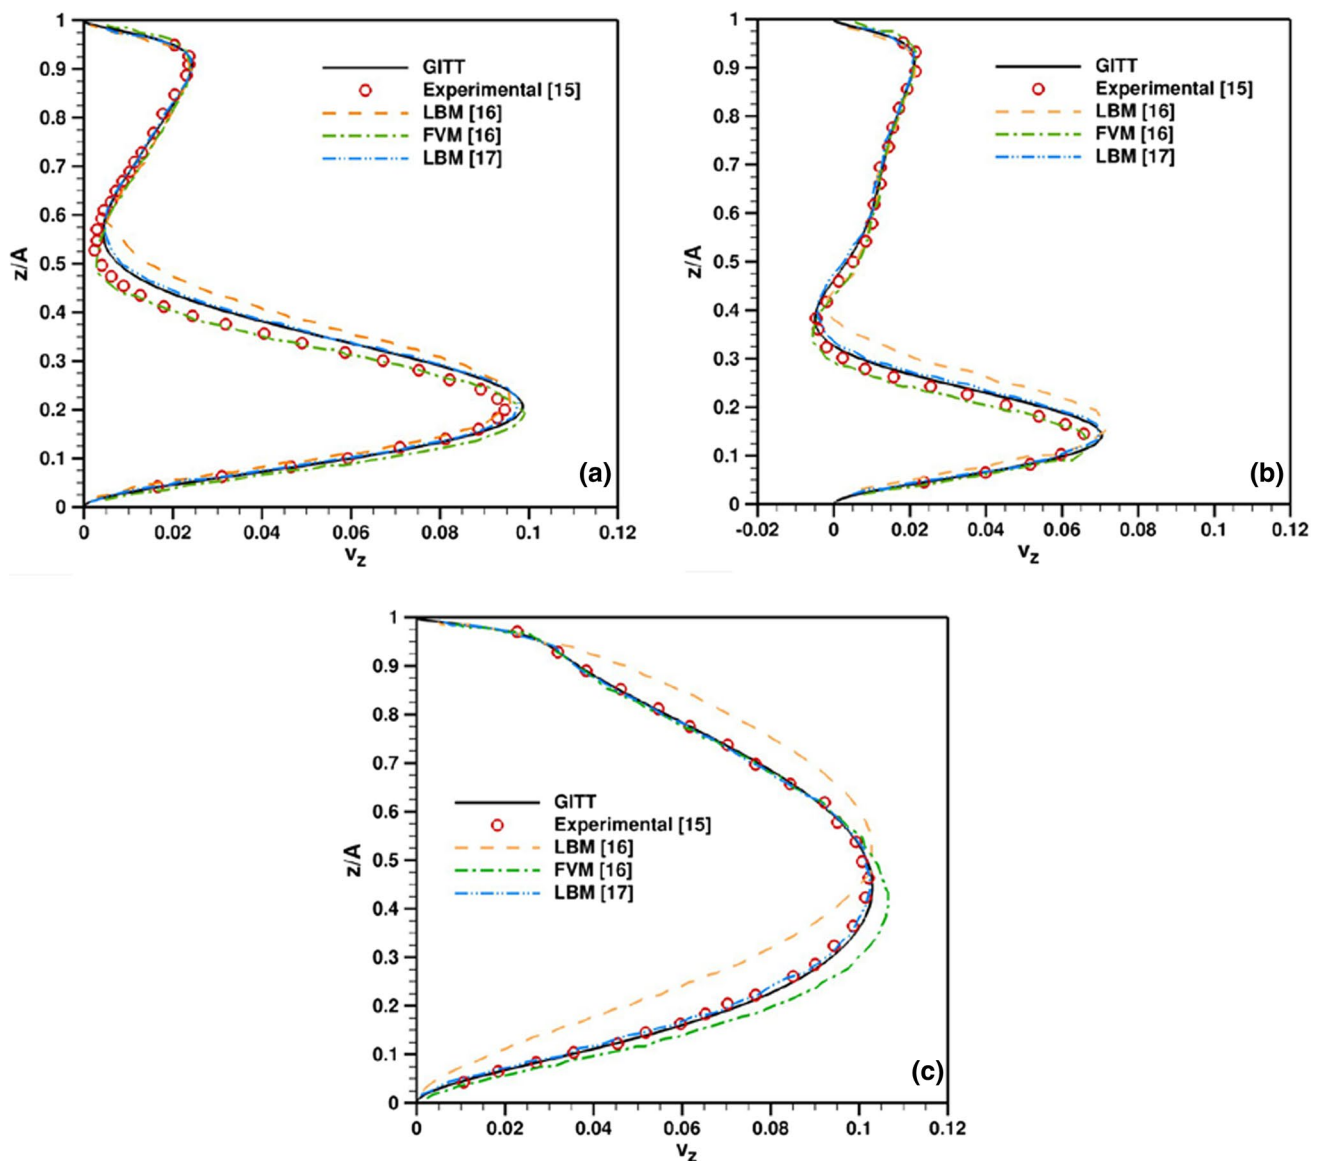 1
0.9
0.8
0.7
0.6
0.5
0.4
0.3
0.2
0.1
0
z/A
0 0.02 0.04 0.06 0.08 0.1 0.12
vz
GITT
Experimental [15]
LBM [16]
FVM [16]
LBM [17]
(a)
1
0.9
0.8
0.7
0.6
0.5
0.4
0.3
0.2
0.1
0
z/A
-0.02 0 0.02 0.04 0.06 0.08 0.1 0.12
vz
GITT
Experimental [15]
LBM [16]
FVM [16]
LBM [17]
(b)
1
0.9
0.8
0.7
0.6
0.5
0.4
0.3
0.2
0.1
0
z/A
0 0.02 0.04 0.06 0.08 0.1 0.12
vz
GITT
Experimental [15]
LBM [16]
FVM [16]
LBM [17]
(c)